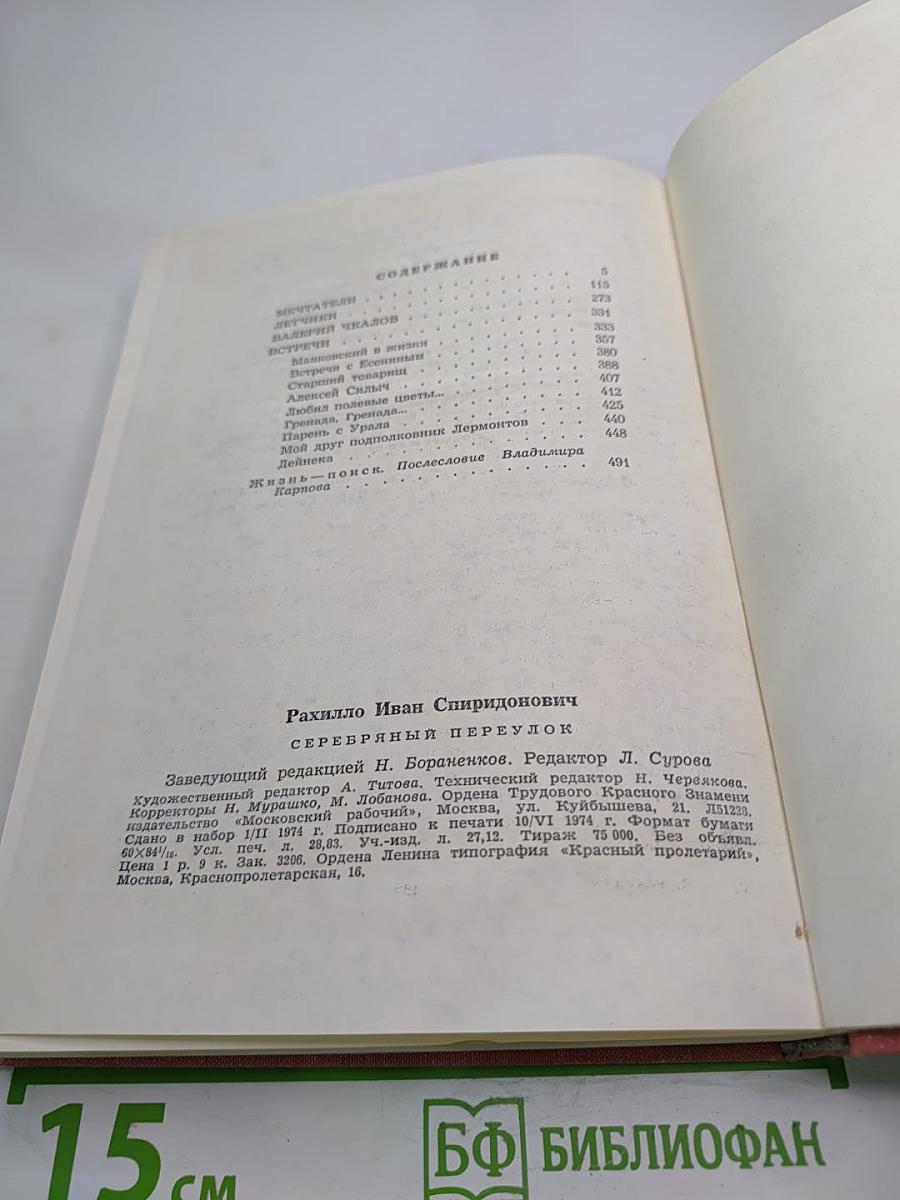 СОДЕРЖАНИЕ
МЕЧТАТЕЛИ . . . . . . . . . . . . . 5
ЛЕТЧИКИ . . . . . . . . . . . . . 115
ВАЛЕРИЙ ЧКАЛОВ . . . . . . . . . . . . . 273
ВСТРЕЧИ . . . . . . . . . . . . . 331
Маяковский в жизни . . . . . . . . . . 333
Встречи с Есениным . . . . . . . . . . 357
Старший товарищ . . . . . . . . . . 380
Алексей Силыч . . . . . . . . . . 388
Любил полевые цветы... . . . . . . . . . 407
Гренада, Гренада... . . . . . . . . . 412
Парень с Урала . . . . . . . . . . 425
Мой друг подполковник Лермонтов . . . 440
Дейнека . . . . . . . . . . . . 448
Жизнь — поиск. Послесловие Владимира
Карпова . . . . . . . . . . . . 491
Рахилло Иван Спиридонович
СЕРЕБРЯНЫЙ ПЕРЕУЛОК
Заведующий редакцией Н. Бораненков. Редактор Л. Сурова
Художественный редактор А. Титова. Технический редактор Н. Червякова.
Корректоры Н. Мурашко, М. Лобанова. Ордена Трудового Красного Знамени
издательство «Московский рабочий», Москва, ул. Куйбышева, 21. Л51228.
Сдано в набор 1/II 1974 г. Подписано к печати 10/VI 1974 г. Формат бумаги
60×84¹/₁₆. Усл. печ. л. 28,83. Уч.-изд. л. 27,12. Тираж 75 000. Без объявл.
Цена 1 р. 9 к. Зак. 3206. Ордена Ленина типография «Красный пролетарий»,
Москва, Краснопролетарская, 16.
15 см
БФ БИБЛИОФАН